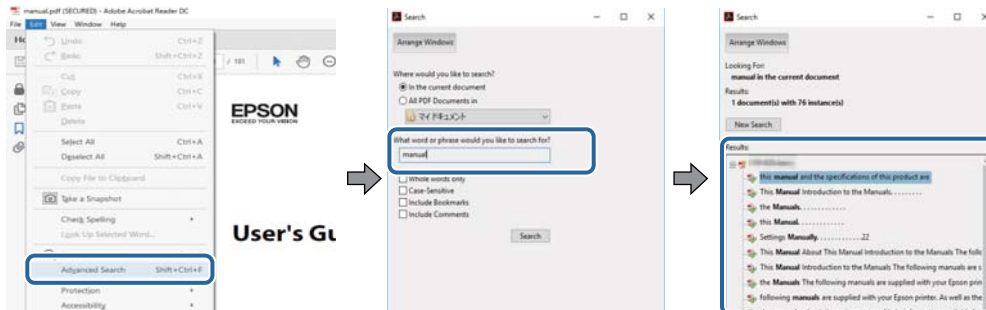 manual.pdf (SECURED) - Adobe Acrobat Reader DC
File Edit View Window Help
Undo Ctrl+Z
Redo Shift+Ctrl+Z
Cut Ctrl+X
Copy Ctrl+C
Paste Ctrl+V
Delete
Select All Ctrl+A
Deselect All Shift+Ctrl+A
Copy File to Clipboard
Take a Snapshot
Check Spelling
Look Up Selected Word...
Advanced Search Shift+Ctrl+F
Protection
Accessibility
/ 191
EPSON
EXCEED YOUR VISION
User's Gu
Search
Arrange Windows
Where would you like to search?
In the current document
All PDF Documents in
マイ ドキュメント
What word or phrase would you like to search for?
manual
Whole words only
Case-Sensitive
Include Bookmarks
Include Comments
Search
Search
Arrange Windows
Looking For:
manual in the current document
Results:
1 document(s) with 76 instance(s)
New Search
Results:
this manual and the specifications of this product are
This Manual Introduction to the Manuals. . . . . . . . .
the Manuals. . . . . . . . . . . . .
this Manual. . . . . . . . . . . . .
Settings Manually. . . . . . . . . . . . .22
This Manual About This Manual Introduction to the Manuals The follo
This Manual Introduction to the Manuals The following manuals are s
the Manuals The following manuals are supplied with your Epson prin
following manuals are supplied with your Epson printer. As well as the